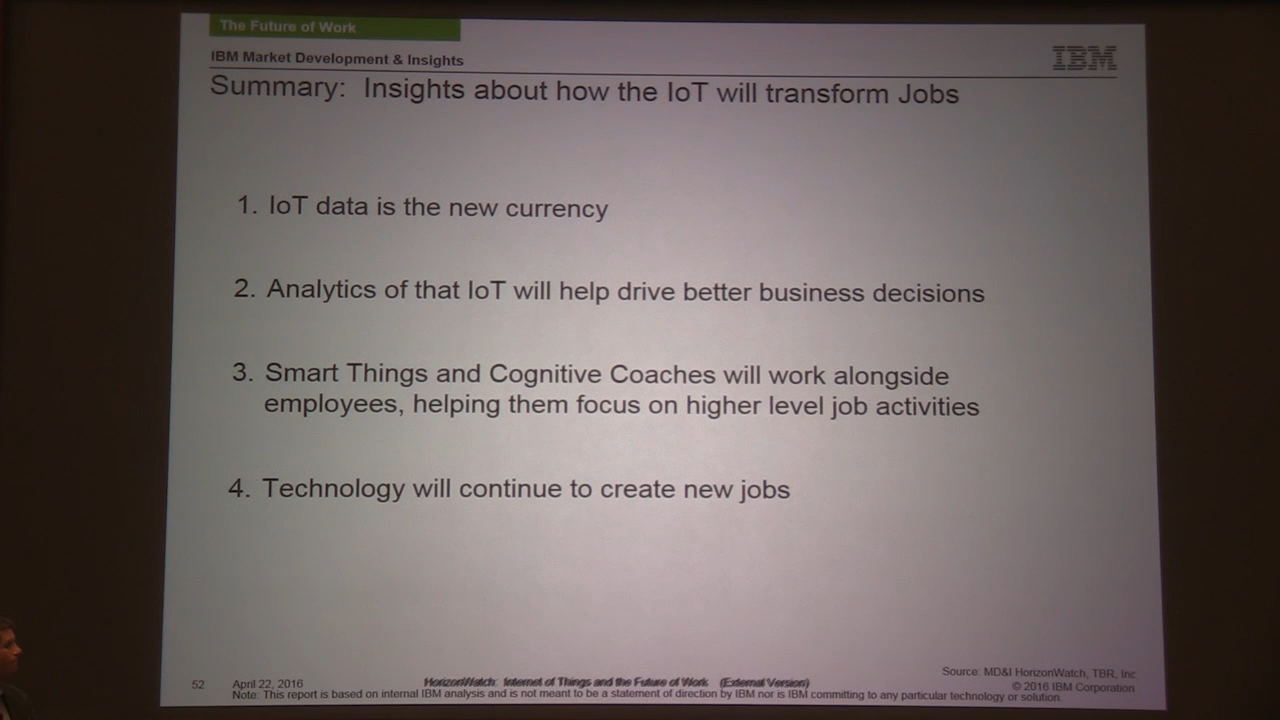 The Future of Work
IBM Market Development & Insights
IBM
Summary: Insights about how the IoT will transform Jobs
1. IoT data is the new currency
2. Analytics of that IoT will help drive better business decisions
3. Smart Things and Cognitive Coaches will work alongside
employees, helping them focus on higher level job activities
4. Technology will continue to create new jobs
Source: MD&I HorizonWatch, TBR, Inc
52 April 22, 2016 HorizonWatch: Internet of Things and the Future of Work (External Version) © 2016 IBM Corporation
Note: This report is based on internal IBM analysis and is not meant to be a statement of direction by IBM nor is IBM committing to any particular technology or solution.